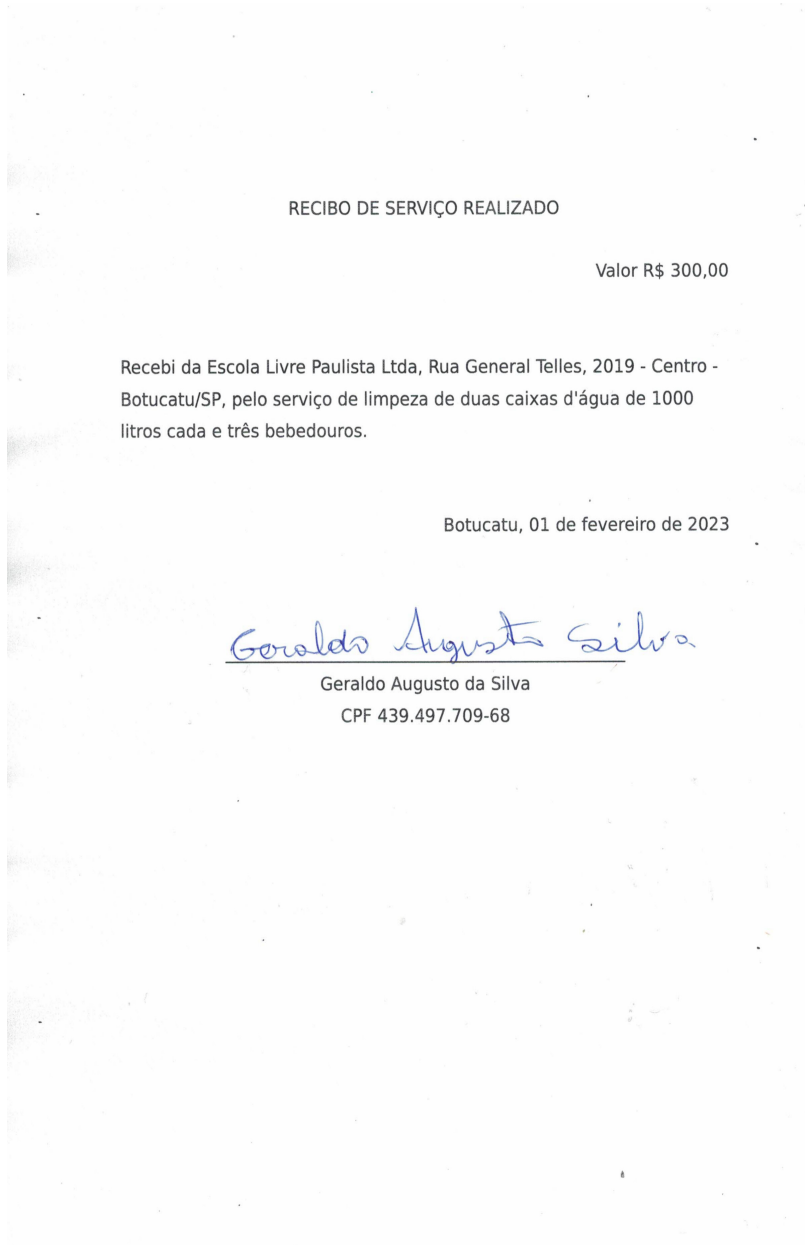 RECIBO DE SERVIÇO REALIZADO
Valor R$ 300,00
Recebi da Escola Livre Paulista Ltda, Rua General Telles, 2019 - Centro -
Botucatu/SP, pelo serviço de limpeza de duas caixas d'água de 1000
litros cada e três bebedouros.
Botucatu, 01 de fevereiro de 2023
Geraldo Augusto Silva
Geraldo Augusto da Silva
CPF 439.497.709-68